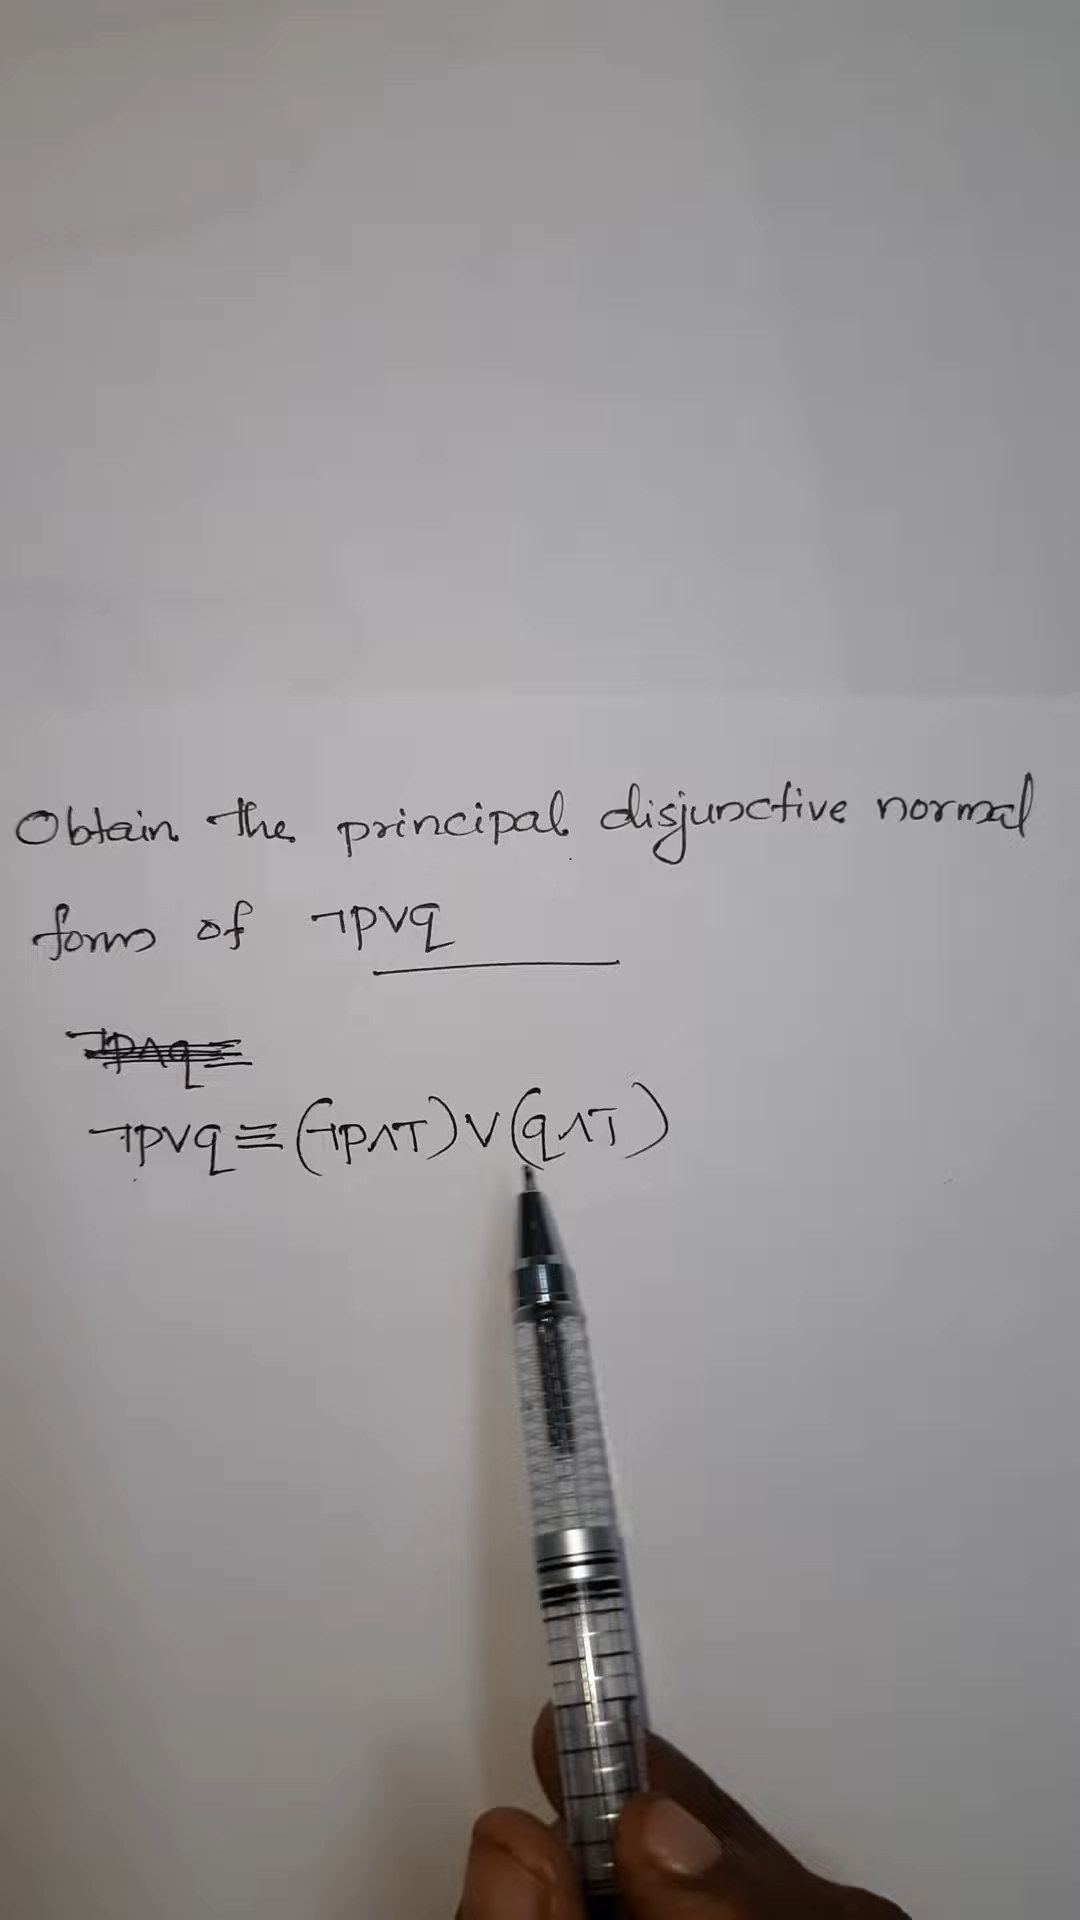 Obtain the principal disjunctive normal
form of ¬p∨q
¬p∧q≡
¬p∨q≡(¬p∧T)∨(q∧T)